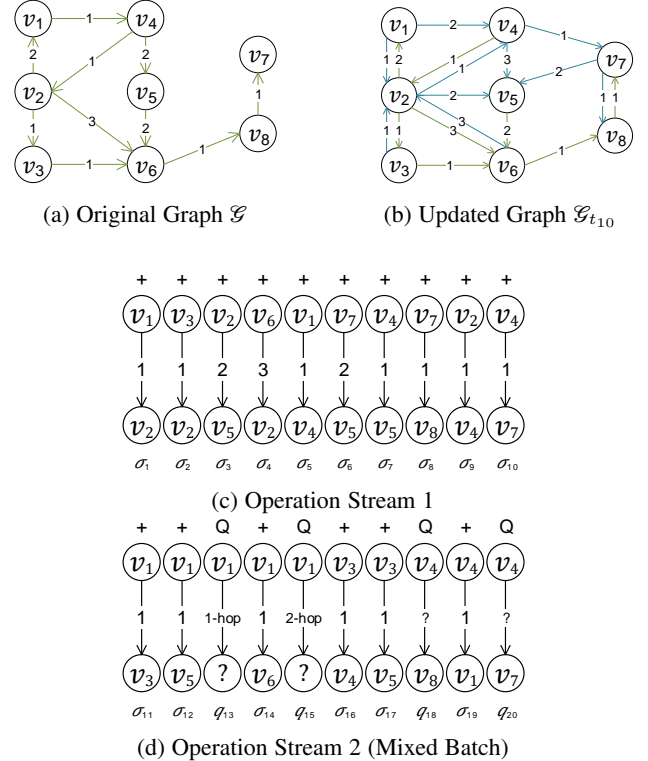 v₁ 1 v₄
2 1 2 v₇
v₂ v₅
1 3 2 1
v₈
v₃ 1 v₆ 1
(a) Original Graph 𝒢
v₁ 2 v₄ 1
1 2 1 1 3 2 v₇
v₂ 2 v₅
1 1 3 3 2 1 1
v₈
v₃ 1 v₆ 1
(b) Updated Graph 𝒢ₜ₁₀
+ + + + + + + + + +
v₁ v₃ v₂ v₆ v₁ v₇ v₄ v₇ v₂ v₄
1 1 2 3 1 2 1 1 1 1
v₂ v₂ v₅ v₂ v₄ v₅ v₅ v₈ v₄ v₇
σ₁ σ₂ σ₃ σ₄ σ₅ σ₆ σ₇ σ₈ σ₉ σ₁₀
(c) Operation Stream 1
+ + Q + Q + + Q + Q
v₁ v₁ v₁ v₁ v₁ v₃ v₃ v₄ v₄ v₄
1 1 1-hop 1 2-hop 1 1 ? 1 ?
v₃ v₅ ? v₆ ? v₄ v₅ v₈ v₁ v₇
σ₁₁ σ₁₂ q₁₃ σ₁₄ q₁₅ σ₁₆ σ₁₇ q₁₈ σ₁₉ q₂₀
(d) Operation Stream 2 (Mixed Batch)